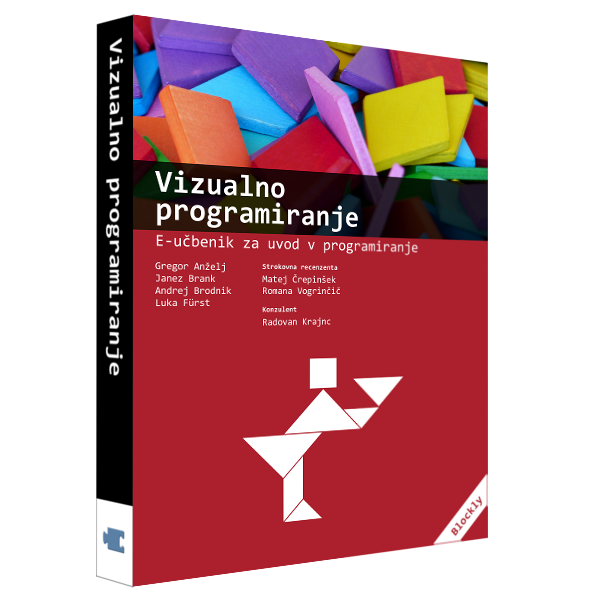 Vizualno programiranje
Vizualno
programiranje
E-učbenik za uvod v programiranje
Gregor Anželj
Janez Brank
Andrej Brodnik
Luka Fürst
Strokovna recenzenta
Matej Črepinšek
Romana Vogrinčič
Konzulent
Radovan Krajnc
Blockly